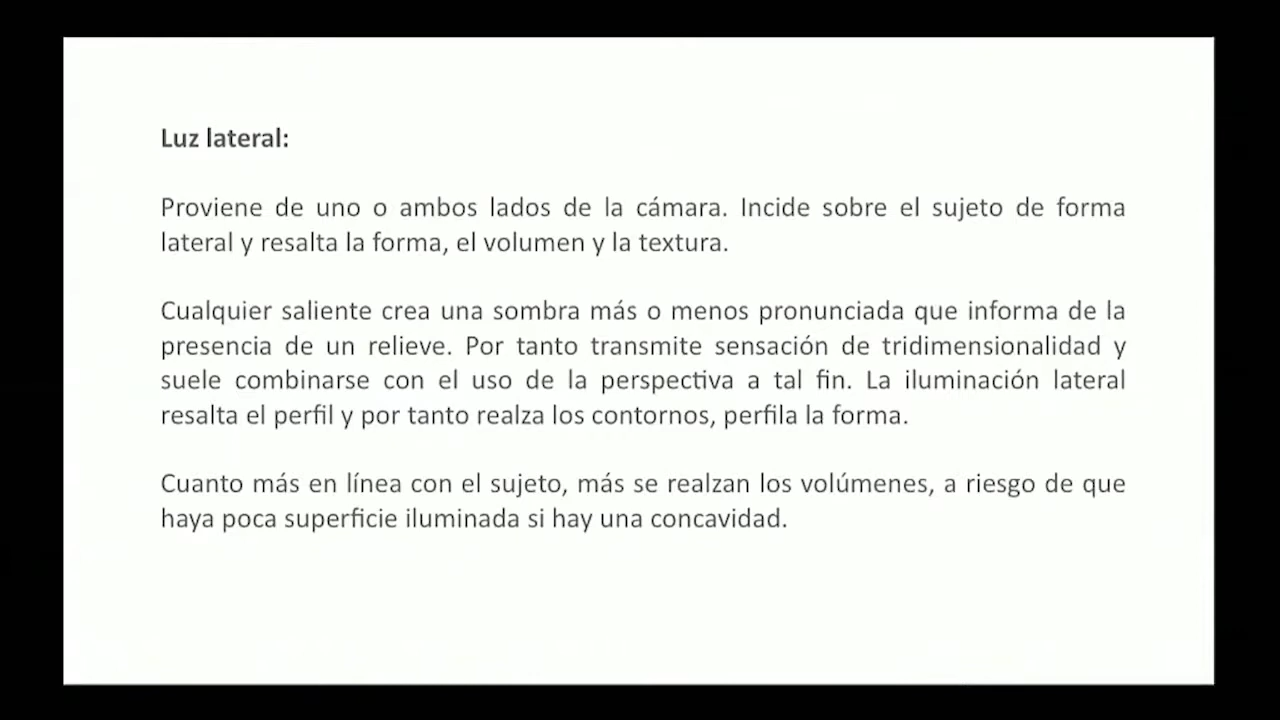 Luz lateral:
Proviene de uno o ambos lados de la cámara. Incide sobre el sujeto de forma
lateral y resalta la forma, el volumen y la textura.
Cualquier saliente crea una sombra más o menos pronunciada que informa de la
presencia de un relieve. Por tanto transmite sensación de tridimensionalidad y
suele combinarse con el uso de la perspectiva a tal fin. La iluminación lateral
resalta el perfil y por tanto realza los contornos, perfila la forma.
Cuanto más en línea con el sujeto, más se realzan los volúmenes, a riesgo de que
haya poca superficie iluminada si hay una concavidad.